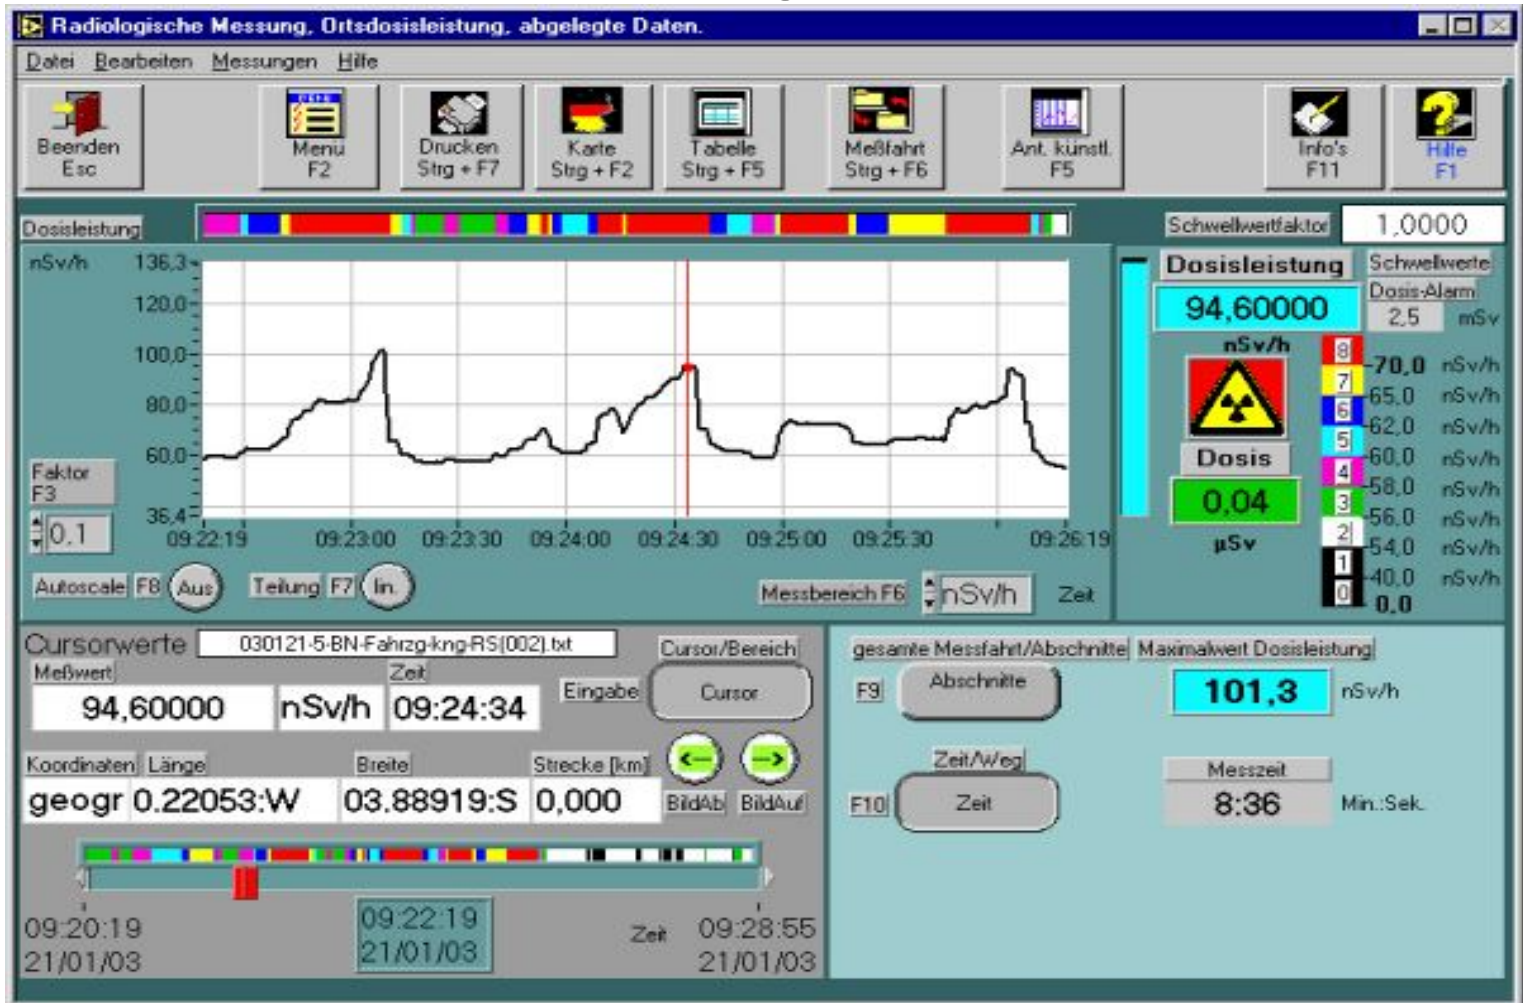 Radiologische Messung, Ortsdosisleistung, abgelegte Daten.
Datei Bearbeiten Messungen Hilfe
Beenden
Esc
Menü
F2
Drucken
Strg + F7
Karte
Strg + F2
Tabelle
Strg + F5
Meßfahrt
Strg + F6
Ant. künstl.
F5
Info's
F11
Hilfe
F1
Dosisleistung
Schwellwertfaktor 1,0000
nSv/h
136,3
120,0
100,0
80,0
60,0
36,4
Faktor
F3
0,1
09:22:19 09:23:00 09:23:30 09:24:00 09:24:30 09:25:00 09:25:30 09:26:19
Autoscale F8 Aus Teilung F7 lin. Messbereich F6 nSv/h Zeit
Dosisleistung
94,60000
nSv/h
Dosis
0,04
µSv
Schwellwerte
Dosis-Alarm
2,5 mSv
8
70,0 nSv/h
7
65,0 nSv/h
6
62,0 nSv/h
5
60,0 nSv/h
4
58,0 nSv/h
3
56,0 nSv/h
2
54,0 nSv/h
1
40,0 nSv/h
0
0,0
Cursorwerte 030121-5-BN-Fahrzg-kng-RS(002).txt
Meßwert Zeit
94,60000 nSv/h 09:24:34
Cursor/Bereich
Eingabe Cursor
Koordinaten Länge Breite Strecke [km]
geogr 0.22053:W 03.88919:S 0,000
<-- -->
BildAb BildAuf
09:20:19
21/01/03
09:22:19
21/01/03
Zeit
09:28:55
21/01/03
gesamte Messfahrt/Abschnitte
F9 Abschnitte
Zeit/Weg
F10 Zeit
Maximalwert Dosisleistung
101,3 nSv/h
Messzeit
8:36 Min.:Sek.